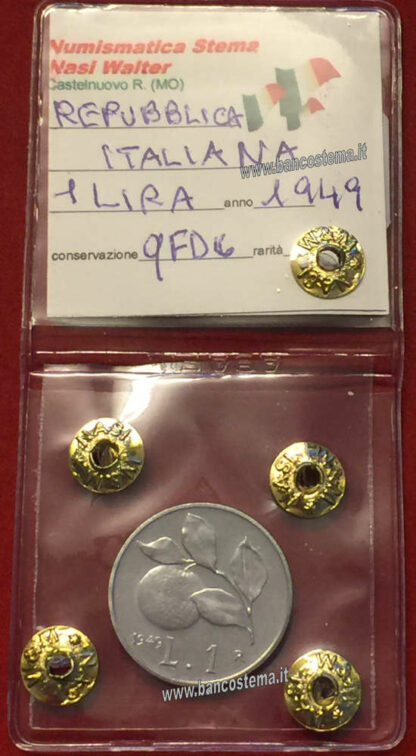 Numismatica Stema
Nasi Walter
Castelnuovo R. (MO)
REPUBBLICA
ITALIANA
www.bancostema.it
1 LIRA anno 1949
conservazione qFDC rarità
1949
L. 1 R
www.bancostema.it